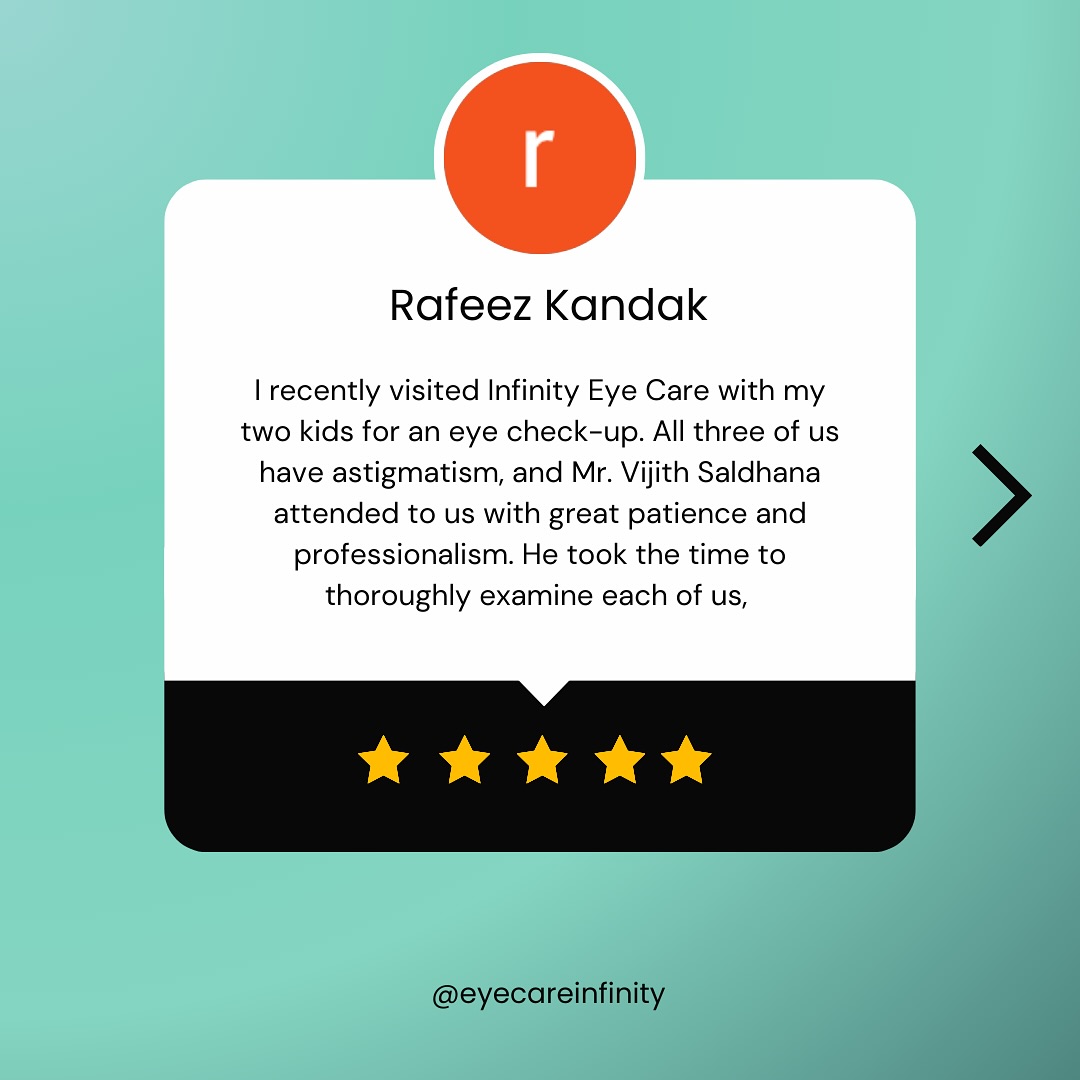 r
Rafeez Kandak
I recently visited Infinity Eye Care with my
two kids for an eye check-up. All three of us
have astigmatism, and Mr. Vijith Saldhana
attended to us with great patience and
professionalism. He took the time to
thoroughly examine each of us,
@eyecareinfinity